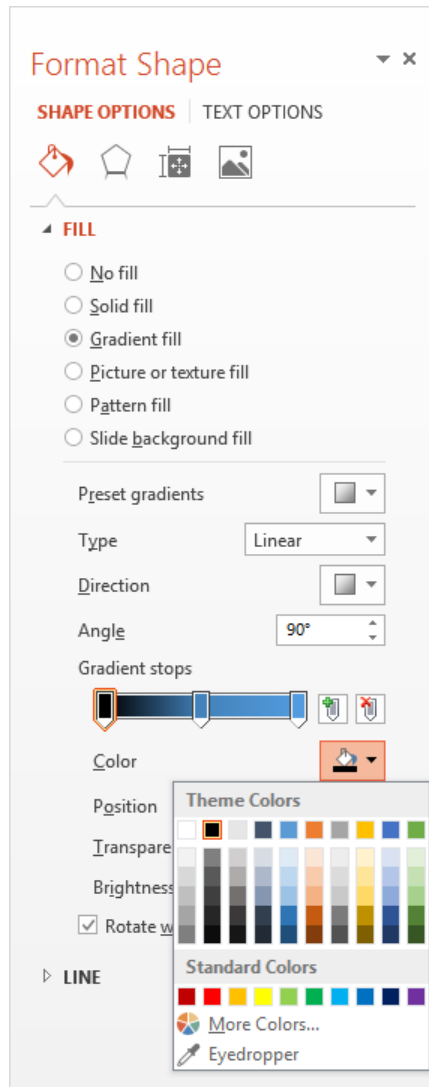 Format Shape
SHAPE OPTIONS TEXT OPTIONS
FILL
No fill
Solid fill
Gradient fill
Picture or texture fill
Pattern fill
Slide background fill
Preset gradients
Type Linear
Direction
Angle 90°
Gradient stops
Color
Position
Theme Colors
Transpare
Brightness
Rotate w
LINE
Standard Colors
More Colors...
Eyedropper